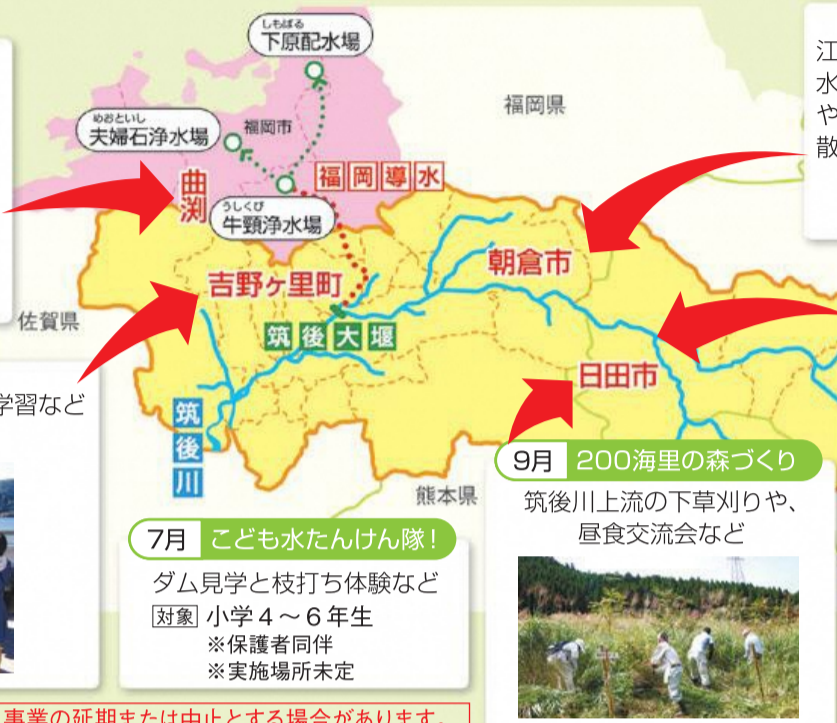 しもばる
下原配水場
めおといし
夫婦石浄水場
福岡市
福岡県
曲渕
うしくび
牛頸浄水場
福岡導水
吉野ヶ里町
朝倉市
佐賀県
筑後大堰
日田市
筑後川
熊本県
江
水
や
散
学習など
7月 こども水たんけん隊!
ダム見学と枝打ち体験など
対象 小学4~6年生
※保護者同伴
※実施場所未定
9月 200海里の森づくり
筑後川上流の下草刈りや、
昼食交流会など
事業の延期または中止とする場合があります。